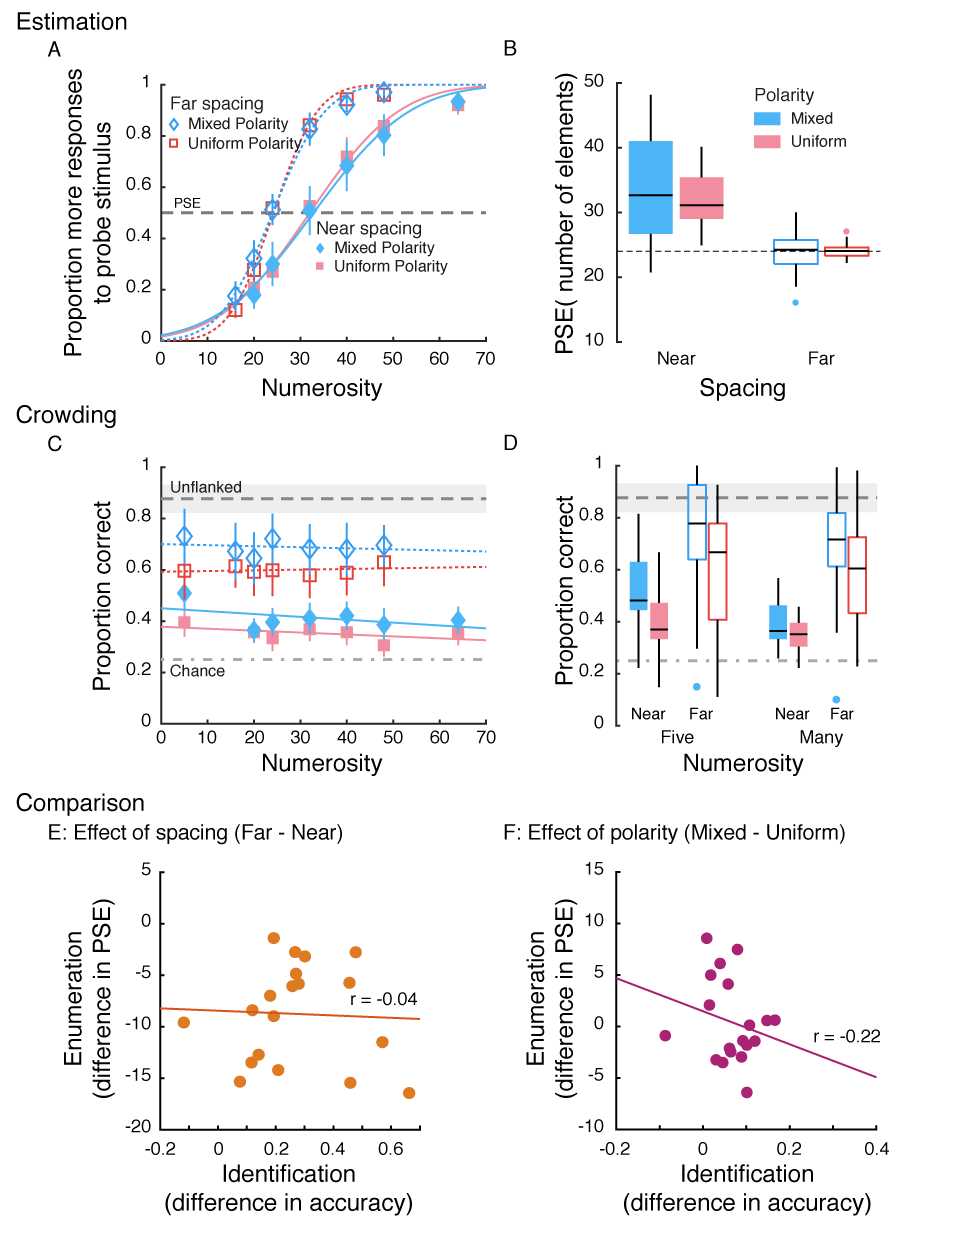 Estimation
A
Proportion more responses
to probe stimulus
1
0.8
0.6
0.4
0.2
0
Far spacing
Mixed Polarity
Uniform Polarity
PSE
Near spacing
Mixed Polarity
Uniform Polarity
0 10 20 30 40 50 60 70
Numerosity
B
PSE( number of elements)
50
40
30
20
10
Polarity
Mixed
Uniform
Near Far
Spacing
Crowding
C
Proportion correct
1
0.8
0.6
0.4
0.2
0
Unflanked
Chance
0 10 20 30 40 50 60 70
Numerosity
D
Proportion correct
1
0.8
0.6
0.4
0.2
0
Near Far Near Far
Five Many
Numerosity
Comparison
E: Effect of spacing (Far - Near)
Enumeration
(difference in PSE)
5
0
-5
-10
-15
-20
r = -0.04
-0.2 0 0.2 0.4 0.6
Identification
(difference in accuracy)
F: Effect of polarity (Mixed - Uniform)
Enumeration
(difference in PSE)
15
10
5
0
-5
-10
r = -0.22
-0.2 0 0.2 0.4
Identification
(difference in accuracy)